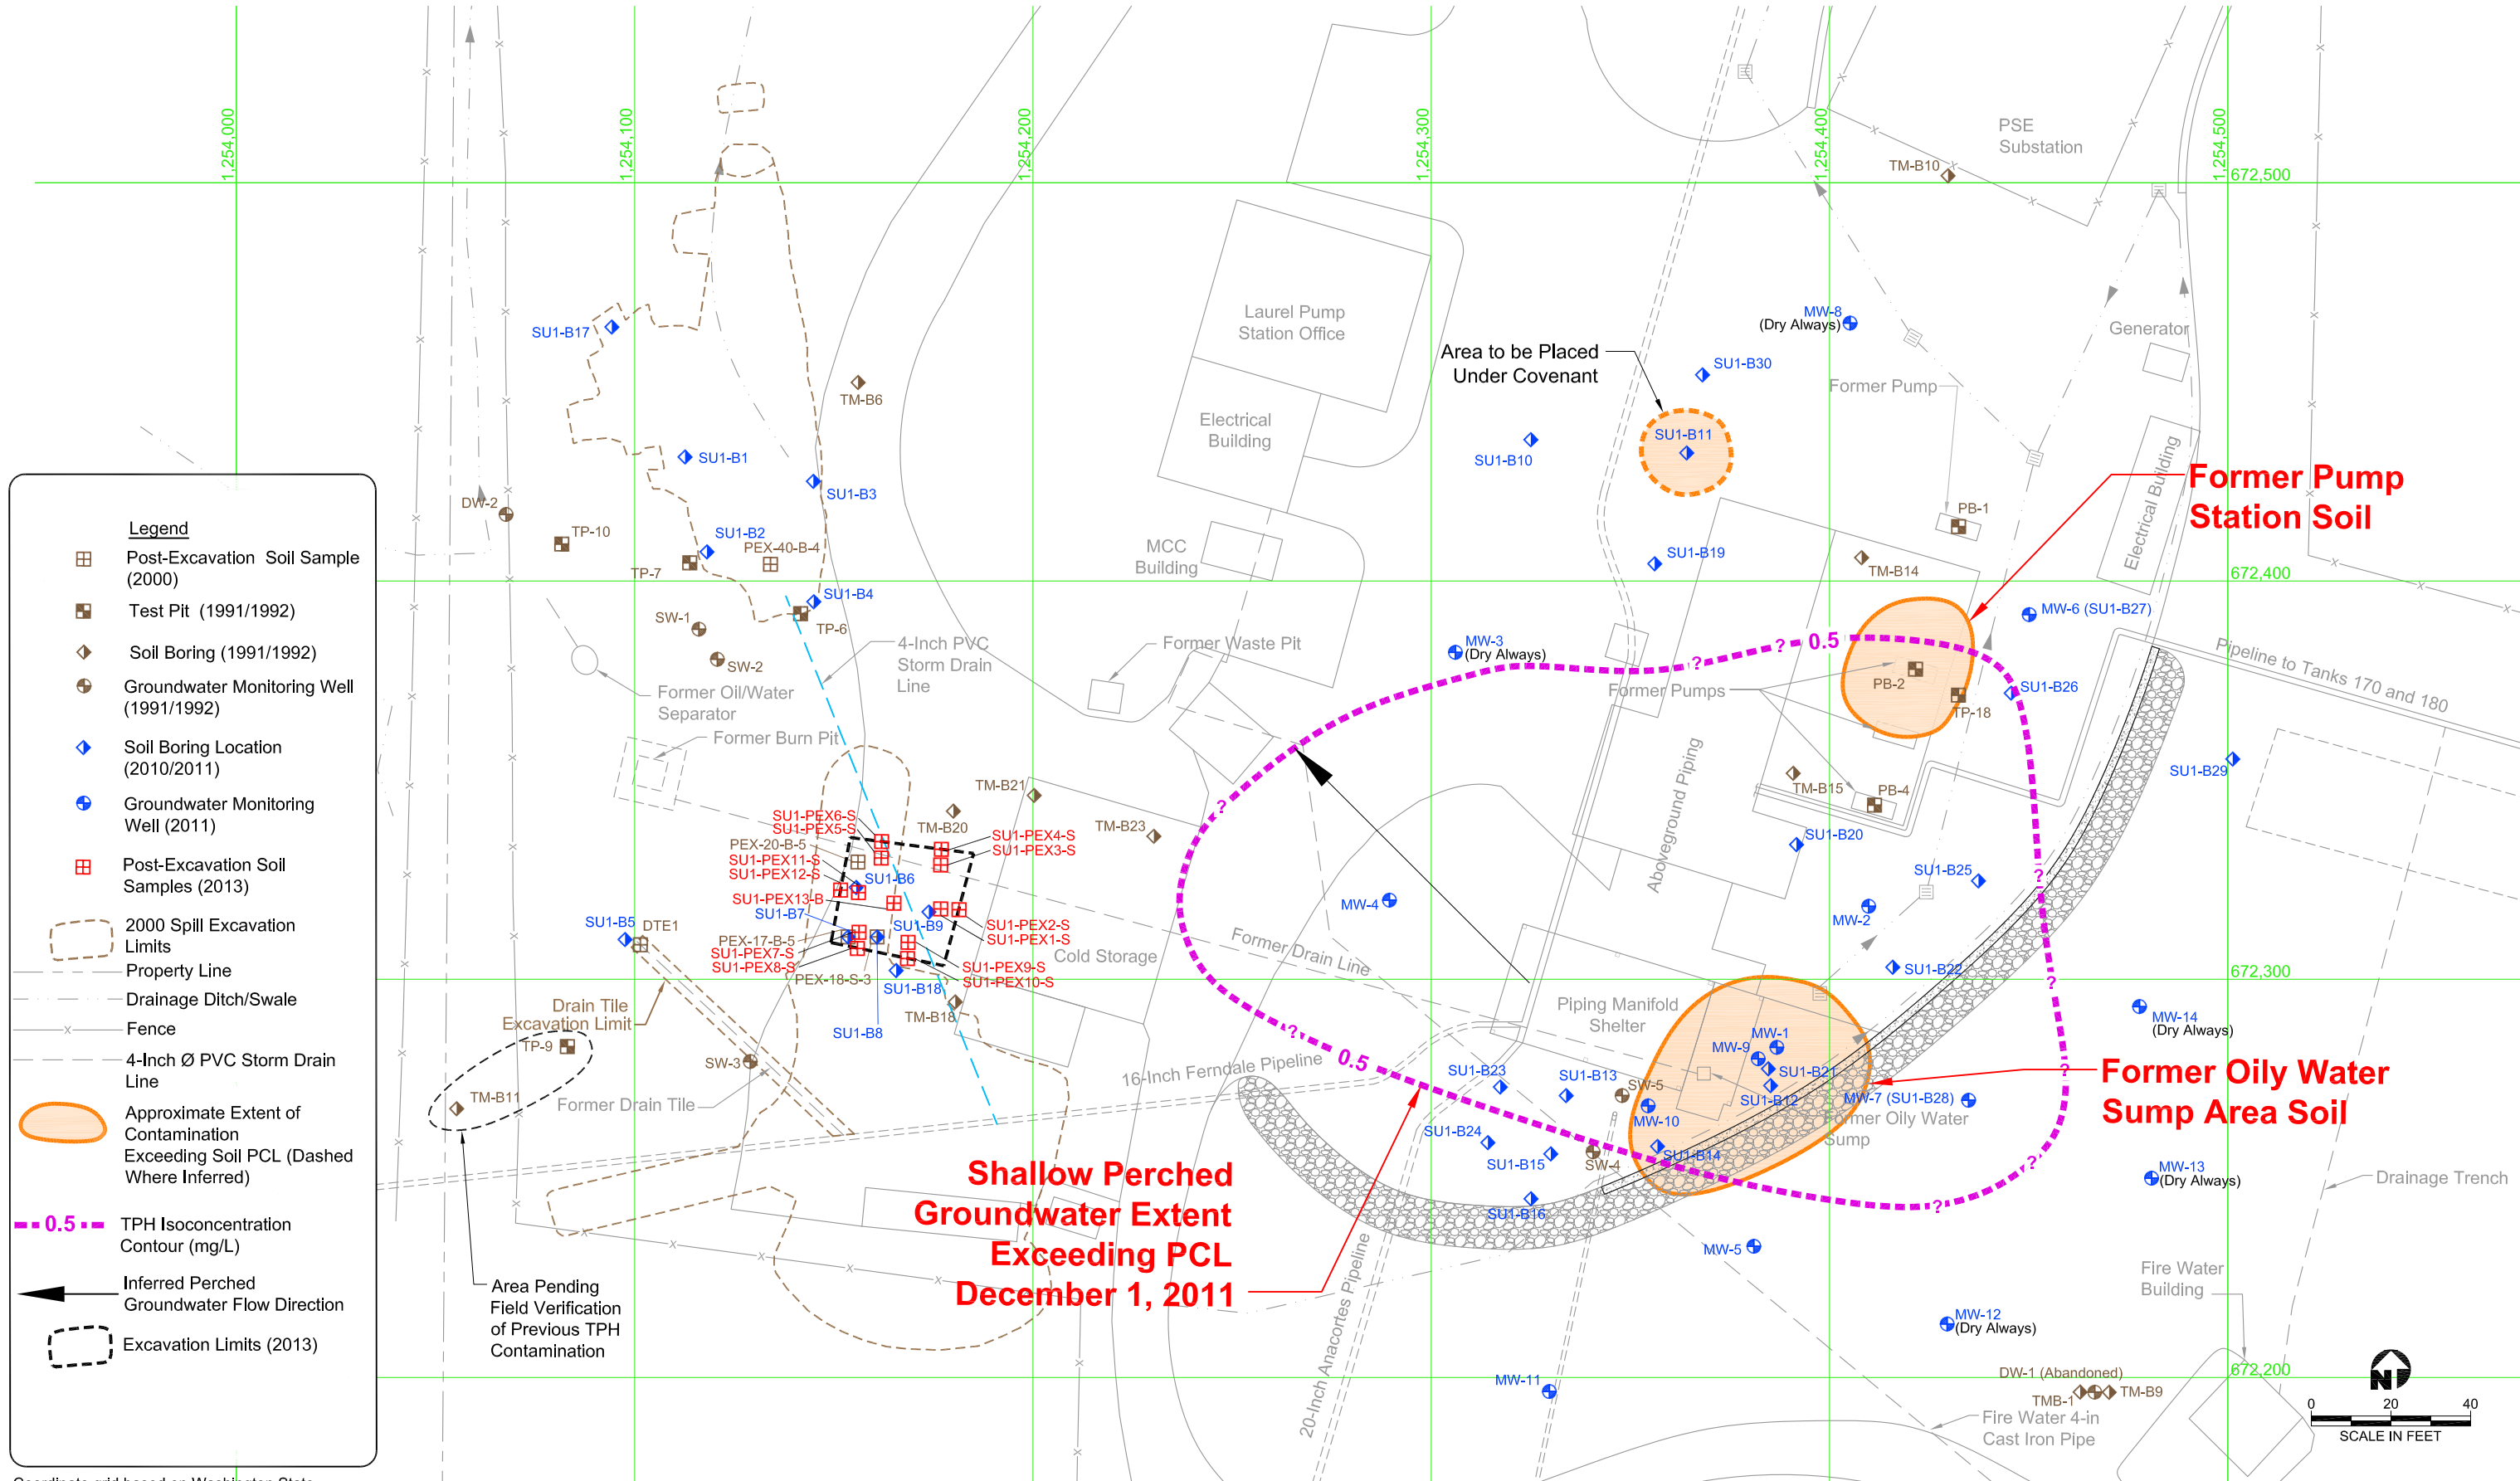 1,254,000
1,254,100
1,254,200
1,254,300
1,254,400
1,254,500
672,500
672,400
672,300
672,200
PSE
Substation
TM-B10
Laurel Pump
Station Office
Electrical
Building
MCC
Building
MW-8
(Dry Always)
Generator
Area to be Placed
Under Covenant
SU1-B30
Former Pump
SU1-B11
SU1-B10
Electrical Building
Former Pump
Station Soil
PB-1
SU1-B19
TM-B14
MW-6 (SU1-B27)
Pipeline to Tanks 170 and 180
MW-3
(Dry Always)
? 0.5
?
Former Pumps
PB-2
TP-18
SU1-B26
SU1-B29
TM-B15
PB-4
SU1-B20
SU1-B25
MW-2
SU1-B22
MW-4
Aboveground Piping
Former Drain Line
Piping Manifold
Shelter
MW-1
MW-9
SU1-B21
SU1-B12
MW-7 (SU1-B28)
Former Oily Water
Sump
Former Oily Water
Sump Area Soil
MW-14
(Dry Always)
MW-13
(Dry Always)
Drainage Trench
SU1-B23
SU1-B13
SW-5
MW-10
SU1-B24
SU1-B15
SW-4
SU1-B14
SU1-B16
MW-5
?
?
?
?
?
?
?
?
0.5
16-Inch Ferndale Pipeline
20-Inch Anacortes Pipeline
Shallow Perched
Groundwater Extent
Exceeding PCL
December 1, 2011
MW-11
MW-12
(Dry Always)
Fire Water
Building
DW-1 (Abandoned)
TMB-1
TM-B9
Fire Water 4-in
Cast Iron Pipe
N
0 20 40
SCALE IN FEET
SU1-B17
TM-B6
SU1-B1
SU1-B3
DW-2
TP-10
SU1-B2
PEX-40-B-4
TP-7
SU1-B4
SW-1
TP-6
SW-2
4-Inch PVC
Storm Drain
Line
Former Waste Pit
Former Oil/Water
Separator
Former Burn Pit
TM-B21
TM-B20
TM-B23
SU1-PEX6-S
SU1-PEX5-S
SU1-PEX4-S
SU1-PEX3-S
PEX-20-B-5
SU1-PEX11-S
SU1-PEX12-S
SU1-B6
SU1-PEX13-B
SU1-B7
SU1-B9
SU1-PEX2-S
SU1-PEX1-S
SU1-B5
DTE1
PEX-17-B-5
SU1-PEX7-S
SU1-PEX8-S
PEX-18-S-3
SU1-PEX9-S
SU1-PEX10-S
Cold Storage
SU1-B18
TM-B18
SU1-B8
Drain Tile
Excavation Limit
TP-9
SW-3
TM-B11
Former Drain Tile
Area Pending
Field Verification
of Previous TPH
Contamination
Legend
Post-Excavation Soil Sample
(2000)
Test Pit (1991/1992)
Soil Boring (1991/1992)
Groundwater Monitoring Well
(1991/1992)
Soil Boring Location
(2010/2011)
Groundwater Monitoring
Well (2011)
Post-Excavation Soil
Samples (2013)
2000 Spill Excavation
Limits
Property Line
Drainage Ditch/Swale
Fence
4-Inch Ø PVC Storm Drain
Line
Approximate Extent of
Contamination
Exceeding Soil PCL (Dashed
Where Inferred)
0.5 TPH Isoconcentration
Contour (mg/L)
Inferred Perched
Groundwater Flow Direction
Excavation Limits (2013)